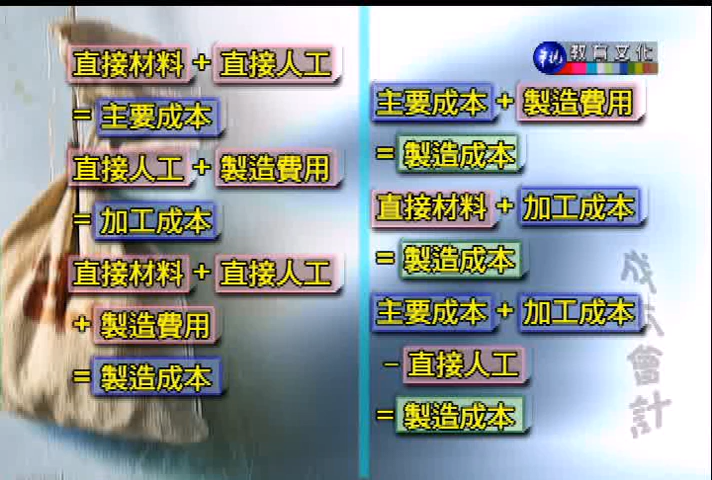 直接材料 + 直接人工
= 主要成本
直接人工 + 製造費用
= 加工成本
直接材料 + 直接人工
+ 製造費用
= 製造成本
華視 教育文化
主要成本 + 製造費用
= 製造成本
直接材料 + 加工成本
= 製造成本
主要成本 + 加工成本
− 直接人工
= 製造成本
成本會計